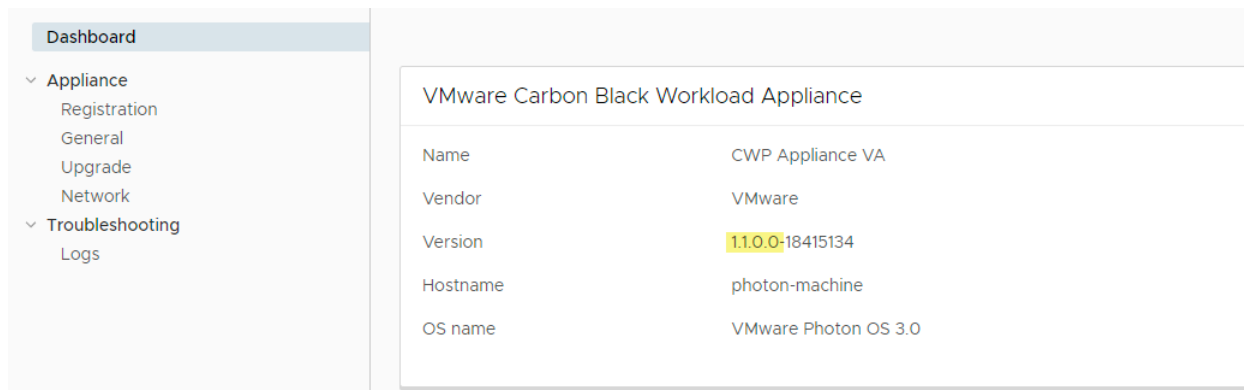 Dashboard
Appliance
Registration
General
Upgrade
Network
Troubleshooting
Logs
VMware Carbon Black Workload Appliance
Name CWP Appliance VA
Vendor VMware
Version 1.1.0.0-18415134
Hostname photon-machine
OS name VMware Photon OS 3.0